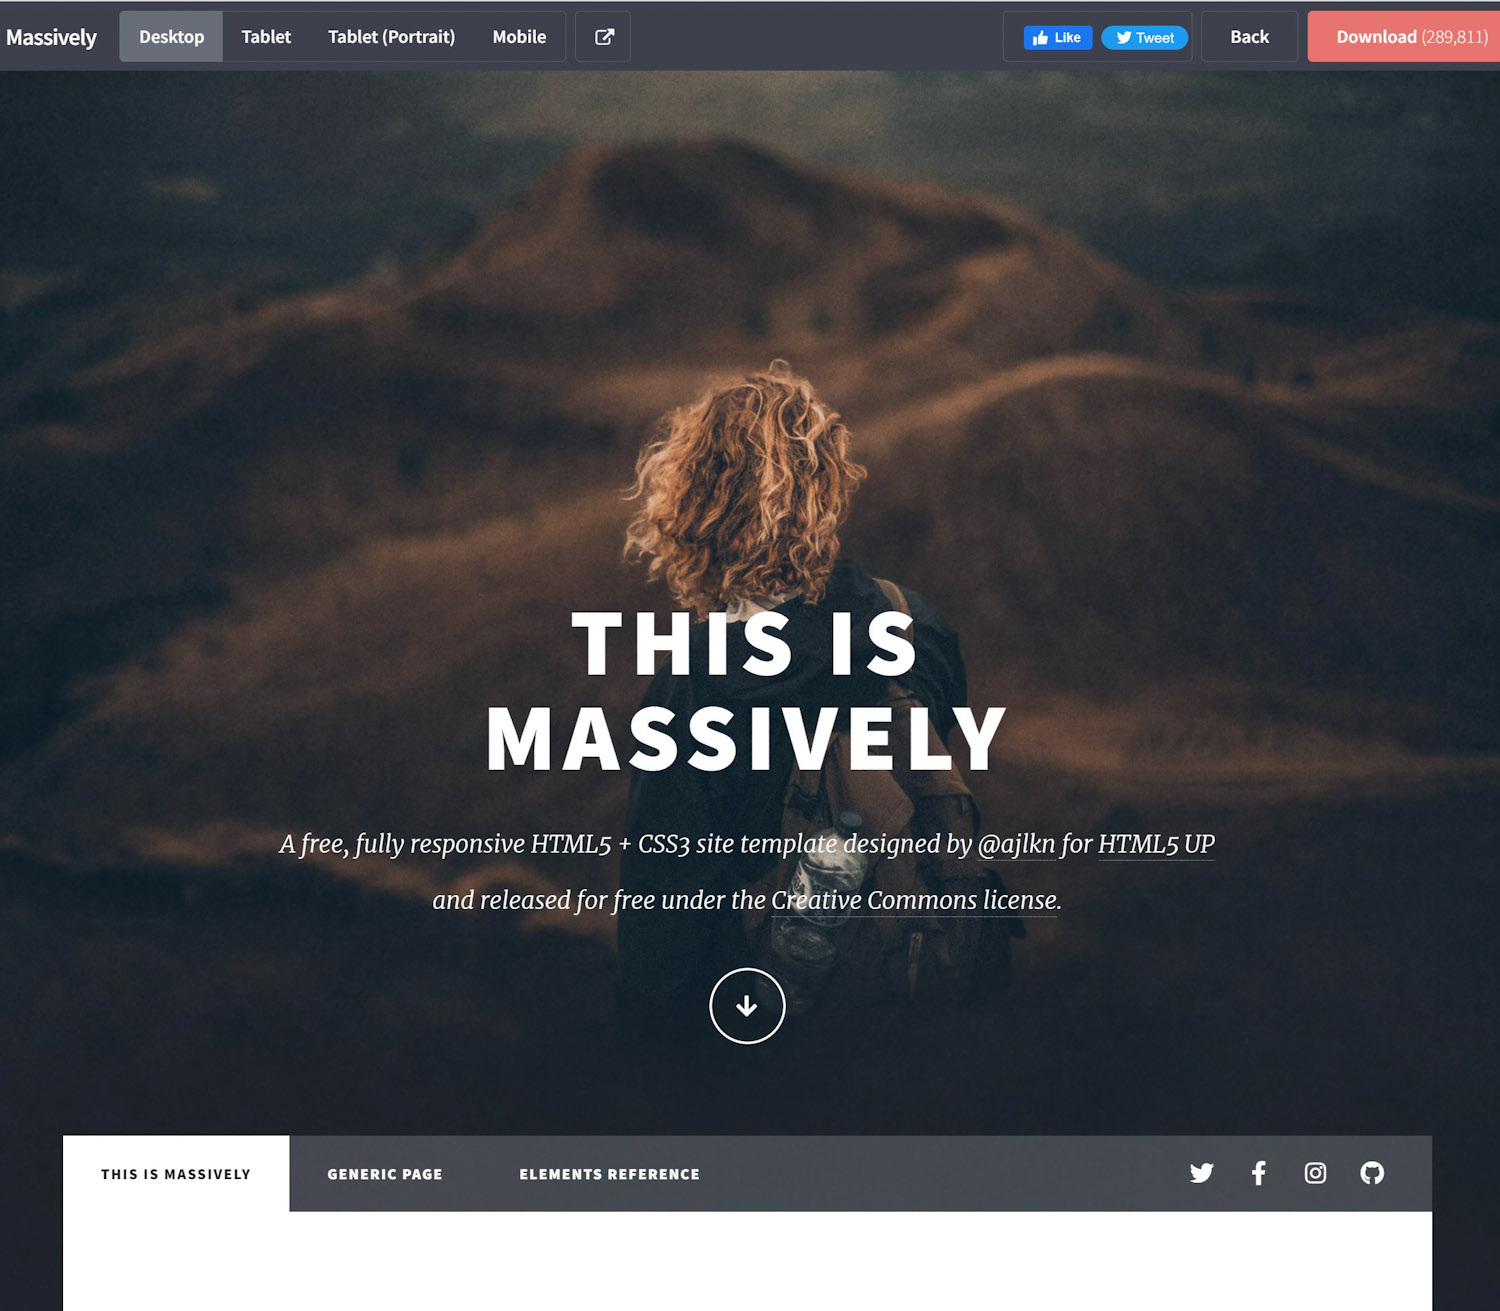 Massively Desktop Tablet Tablet (Portrait) Mobile Like Tweet Back Download (289,811)
THIS IS
MASSIVELY
A free, fully responsive HTML5 + CSS3 site template designed by @ajlkn for HTML5 UP
and released for free under the Creative Commons license.
THIS IS MASSIVELY GENERIC PAGE ELEMENTS REFERENCE